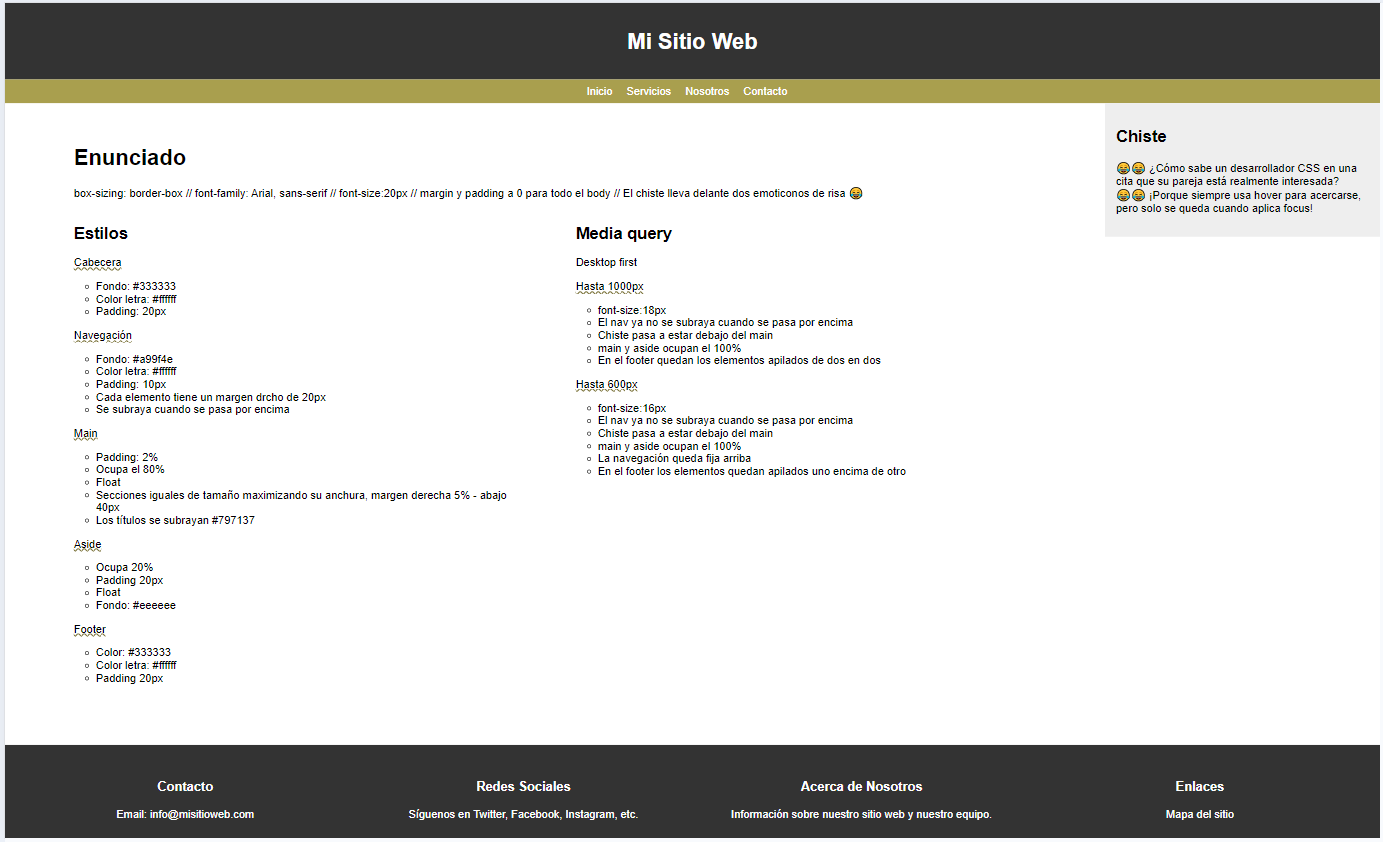 Mi Sitio Web
Inicio Servicios Nosotros Contacto
Enunciado
box-sizing: border-box // font-family: Arial, sans-serif // font-size:20px // margin y padding a 0 para todo el body // El chiste lleva delante dos emoticonos de risa 😂
Estilos
Cabecera
Fondo: #333333
Color letra: #ffffff
Padding: 20px
Navegación
Fondo: #a99f4e
Color letra: #ffffff
Padding: 10px
Cada elemento tiene un margen drcho de 20px
Se subraya cuando se pasa por encima
Main
Padding: 2%
Ocupa el 80%
Float
Secciones iguales de tamaño maximizando su anchura, margen derecha 5% - abajo
40px
Los títulos se subrayan #797137
Aside
Ocupa 20%
Padding 20px
Float
Fondo: #eeeeee
Footer
Color: #333333
Color letra: #ffffff
Padding 20px
Media query
Desktop first
Hasta 1000px
font-size:18px
El nav ya no se subraya cuando se pasa por encima
Chiste pasa a estar debajo del main
main y aside ocupan el 100%
En el footer quedan los elementos apilados de dos en dos
Hasta 600px
font-size:16px
El nav ya no se subraya cuando se pasa por encima
Chiste pasa a estar debajo del main
main y aside ocupan el 100%
La navegación queda fija arriba
En el footer los elementos quedan apilados uno encima de otro
Chiste
😂😂 ¿Cómo sabe un desarrollador CSS en una
cita que su pareja está realmente interesada?
😂😂 ¡Porque siempre usa hover para acercarse,
pero solo se queda cuando aplica focus!
Contacto
Email: info@misitioweb.com
Redes Sociales
Síguenos en Twitter, Facebook, Instagram, etc.
Acerca de Nosotros
Información sobre nuestro sitio web y nuestro equipo.
Enlaces
Mapa del sitio